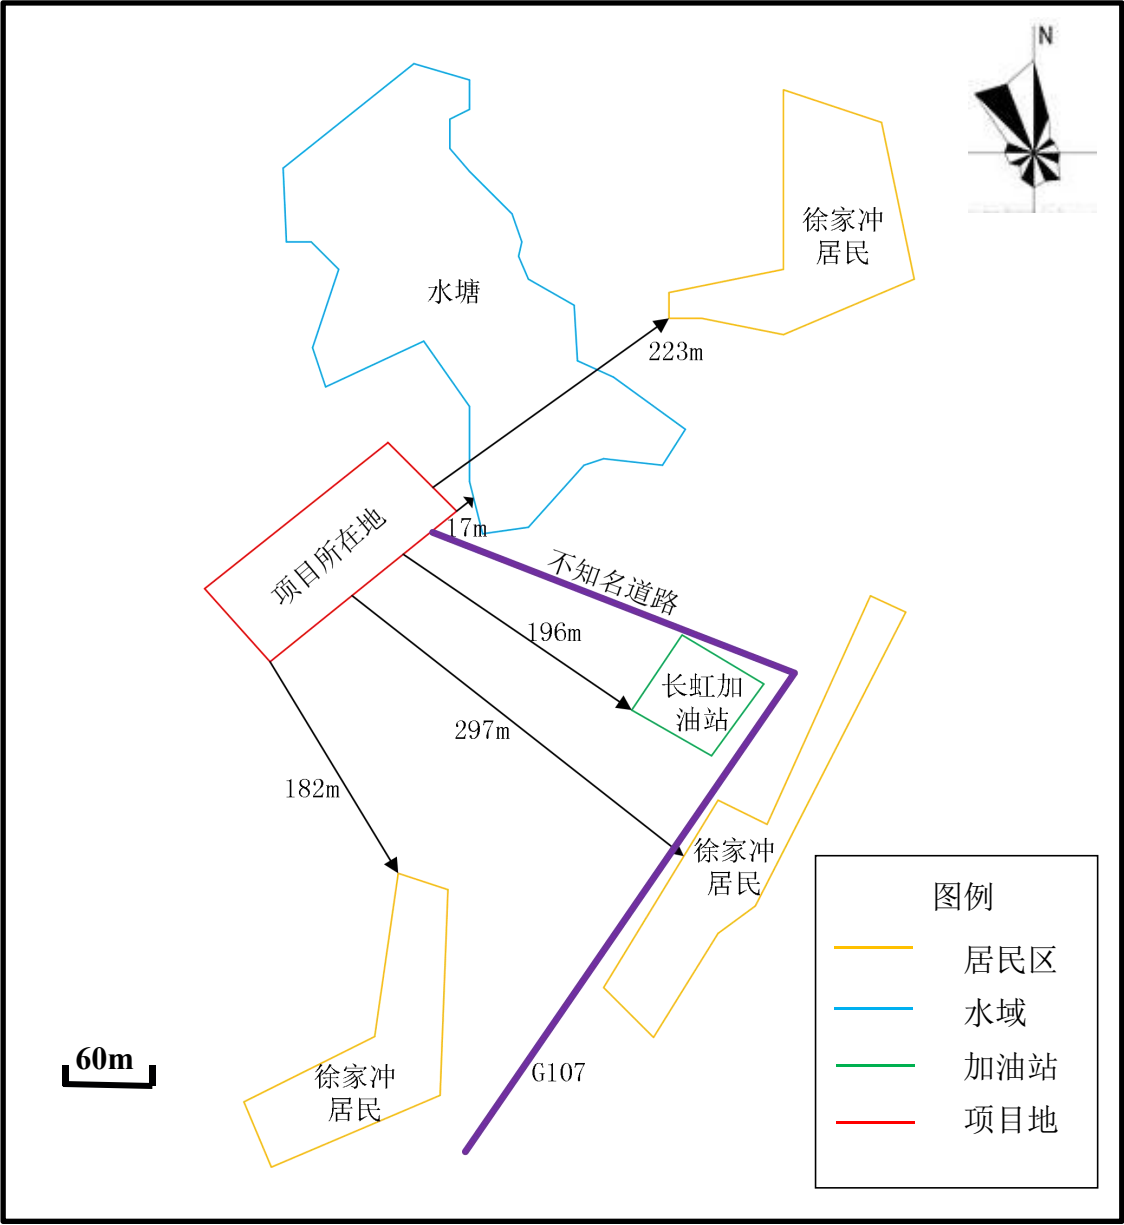 N
徐家冲
居民
水塘
223m
17m
项目所在地
不知名道路
196m
长虹加
油站
297m
182m
徐家冲
居民
图例
居民区
水域
加油站
项目地
60m
徐家冲
居民
G107